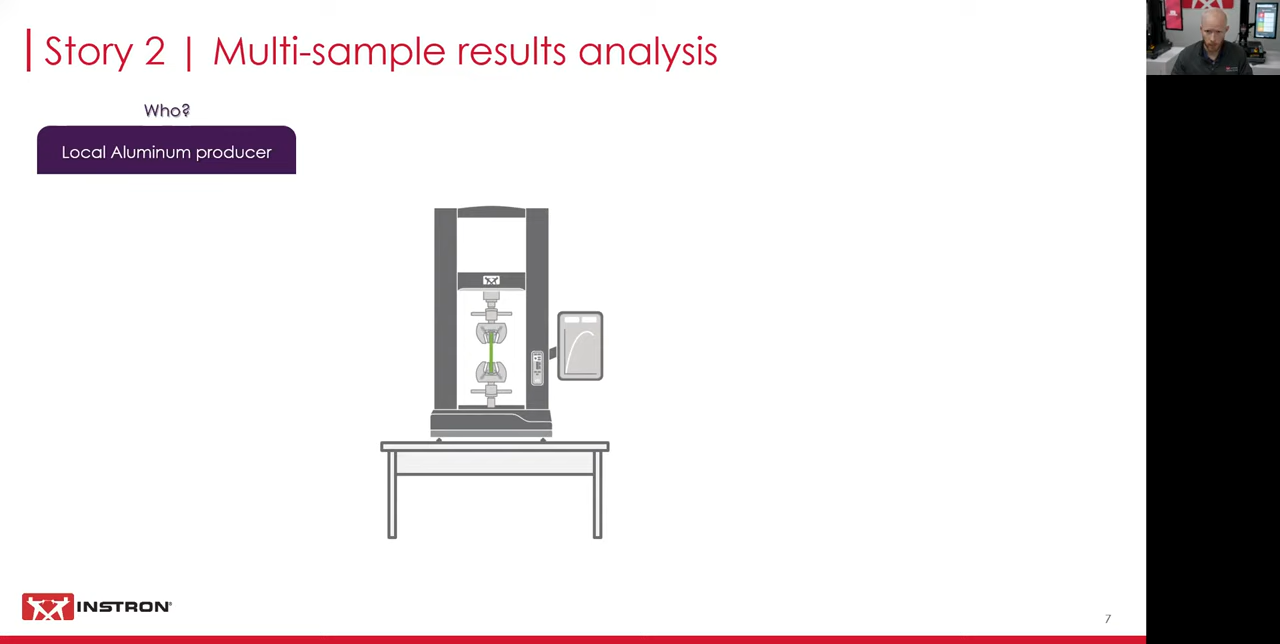 Story 2 | Multi-sample results analysis
Who?
Local Aluminum producer
INSTRON®
7